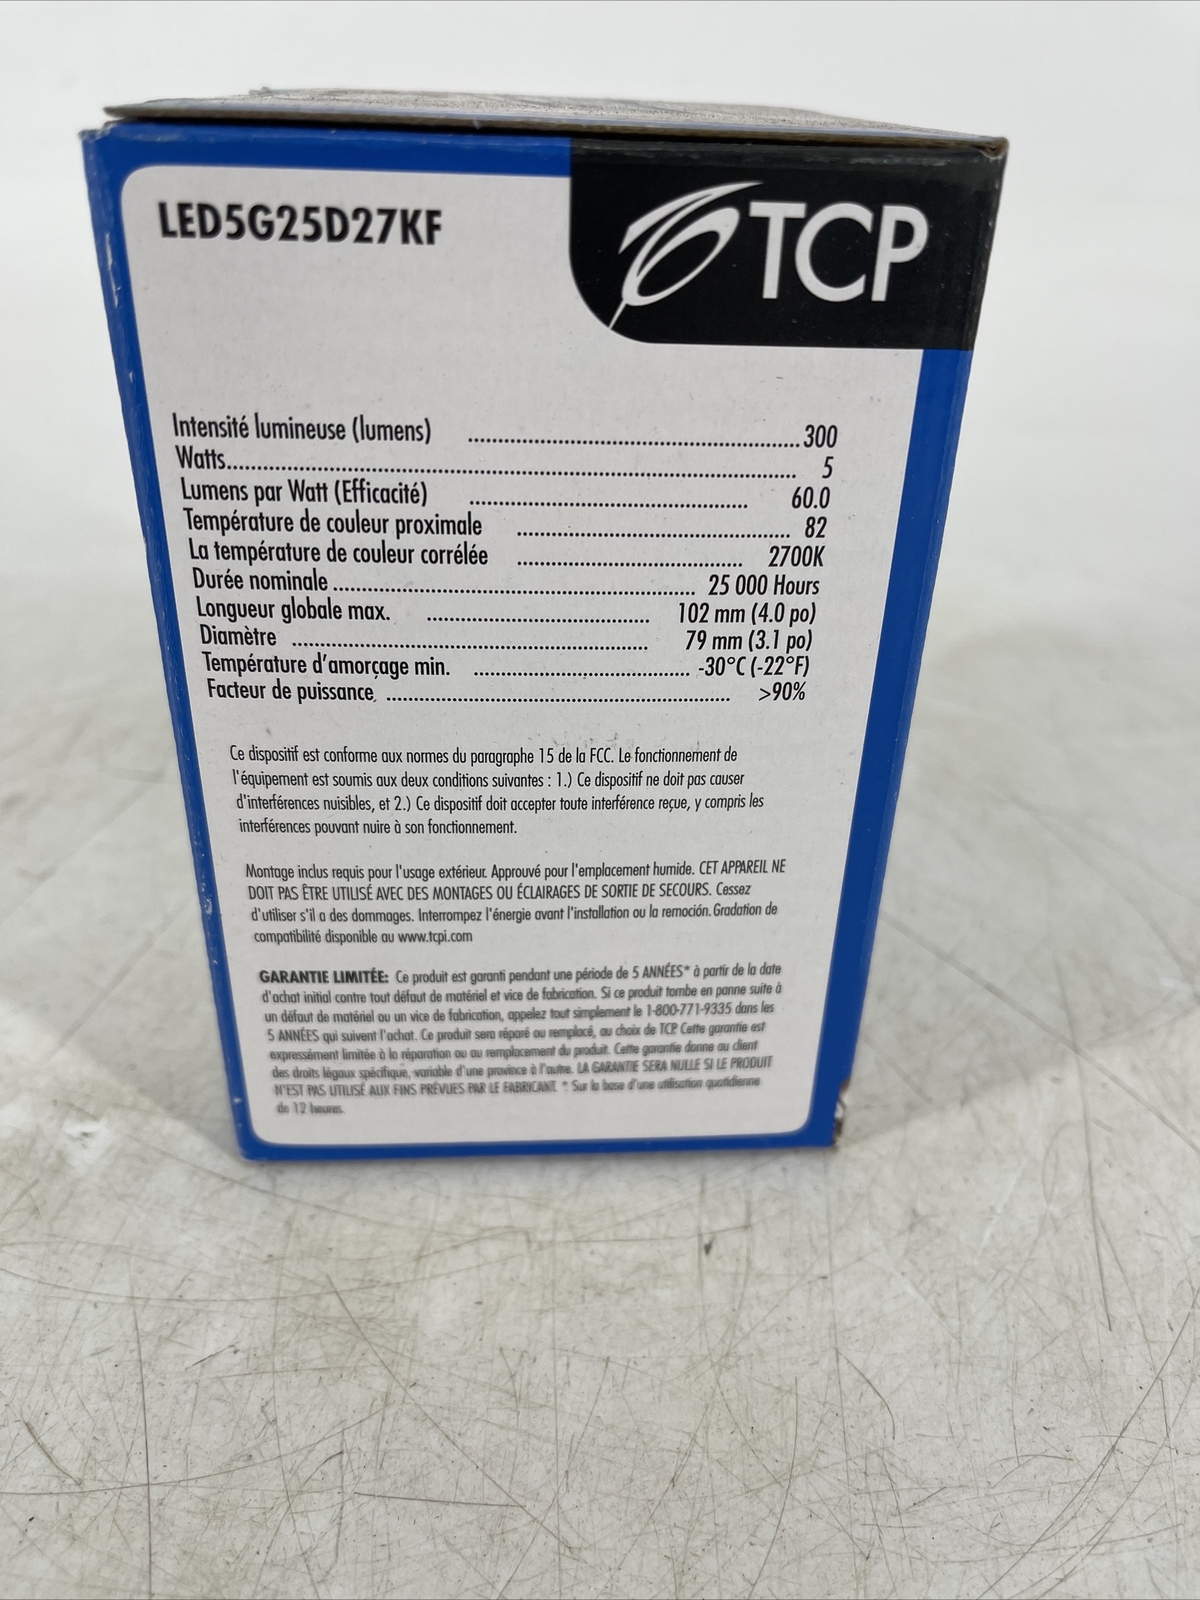 LED5G25D27KF
TCP
Intensité lumineuse (lumens) ........ 300
Watts........ 5
Lumens par Watt (Efficacité) ........ 60.0
Température de couleur proximale ........ 82
La température de couleur corrélée ........ 2700K
Durée nominale ........ 25 000 Hours
Longueur globale max. ........ 102 mm (4.0 po)
Diamètre ........ 79 mm (3.1 po)
Température d'amorçage min. ........ -30°C (-22°F)
Facteur de puissance ........ >90%
Ce dispositif est conforme aux normes du paragraphe 15 de la FCC. Le fonctionnement de
l'équipement est soumis aux deux conditions suivantes : 1.) Ce dispositif ne doit pas causer
d'interférences nuisibles, et 2.) Ce dispositif doit accepter toute interférence reçue, y compris les
interférences pouvant nuire à son fonctionnement.
Montage inclus requis pour l'usage extérieur. Approuvé pour l'emplacement humide. CET APPAREIL NE
DOIT PAS ÊTRE UTILISÉ AVEC DES MONTAGES OU ÉCLAIRAGES DE SORTIE DE SECOURS. Cessez
d'utiliser s'il a des dommages. Interrompez l'énergie avant l'installation ou la remoción. Gradation de
compatibilité disponible au www.tcpi.com
GARANTIE LIMITÉE: Ce produit est garanti pendant une période de 5 ANNÉES* à partir de la date
d'achat initial contre tout défaut de matériel et vice de fabrication. Si ce produit tombe en panne suite à
un défaut de matériel ou un vice de fabrication, appelez tout simplement le 1-800-771-9335 dans les
5 ANNÉES qui suivent l'achat. Ce produit sera réparé ou remplacé, au choix de TCP. Cette garantie est
expressément limitée à la réparation ou au remplacement du produit. Cette garantie donne au client
des droits légaux spécifique, variable d'une province à l'autre. LA GARANTIE SERA NULLE SI LE PRODUIT
N'EST PAS UTILISÉ AUX FINS PRÉVUES PAR LE FABRICANT. * Sur la base d'une utilisation quotidienne
de 12 heures.